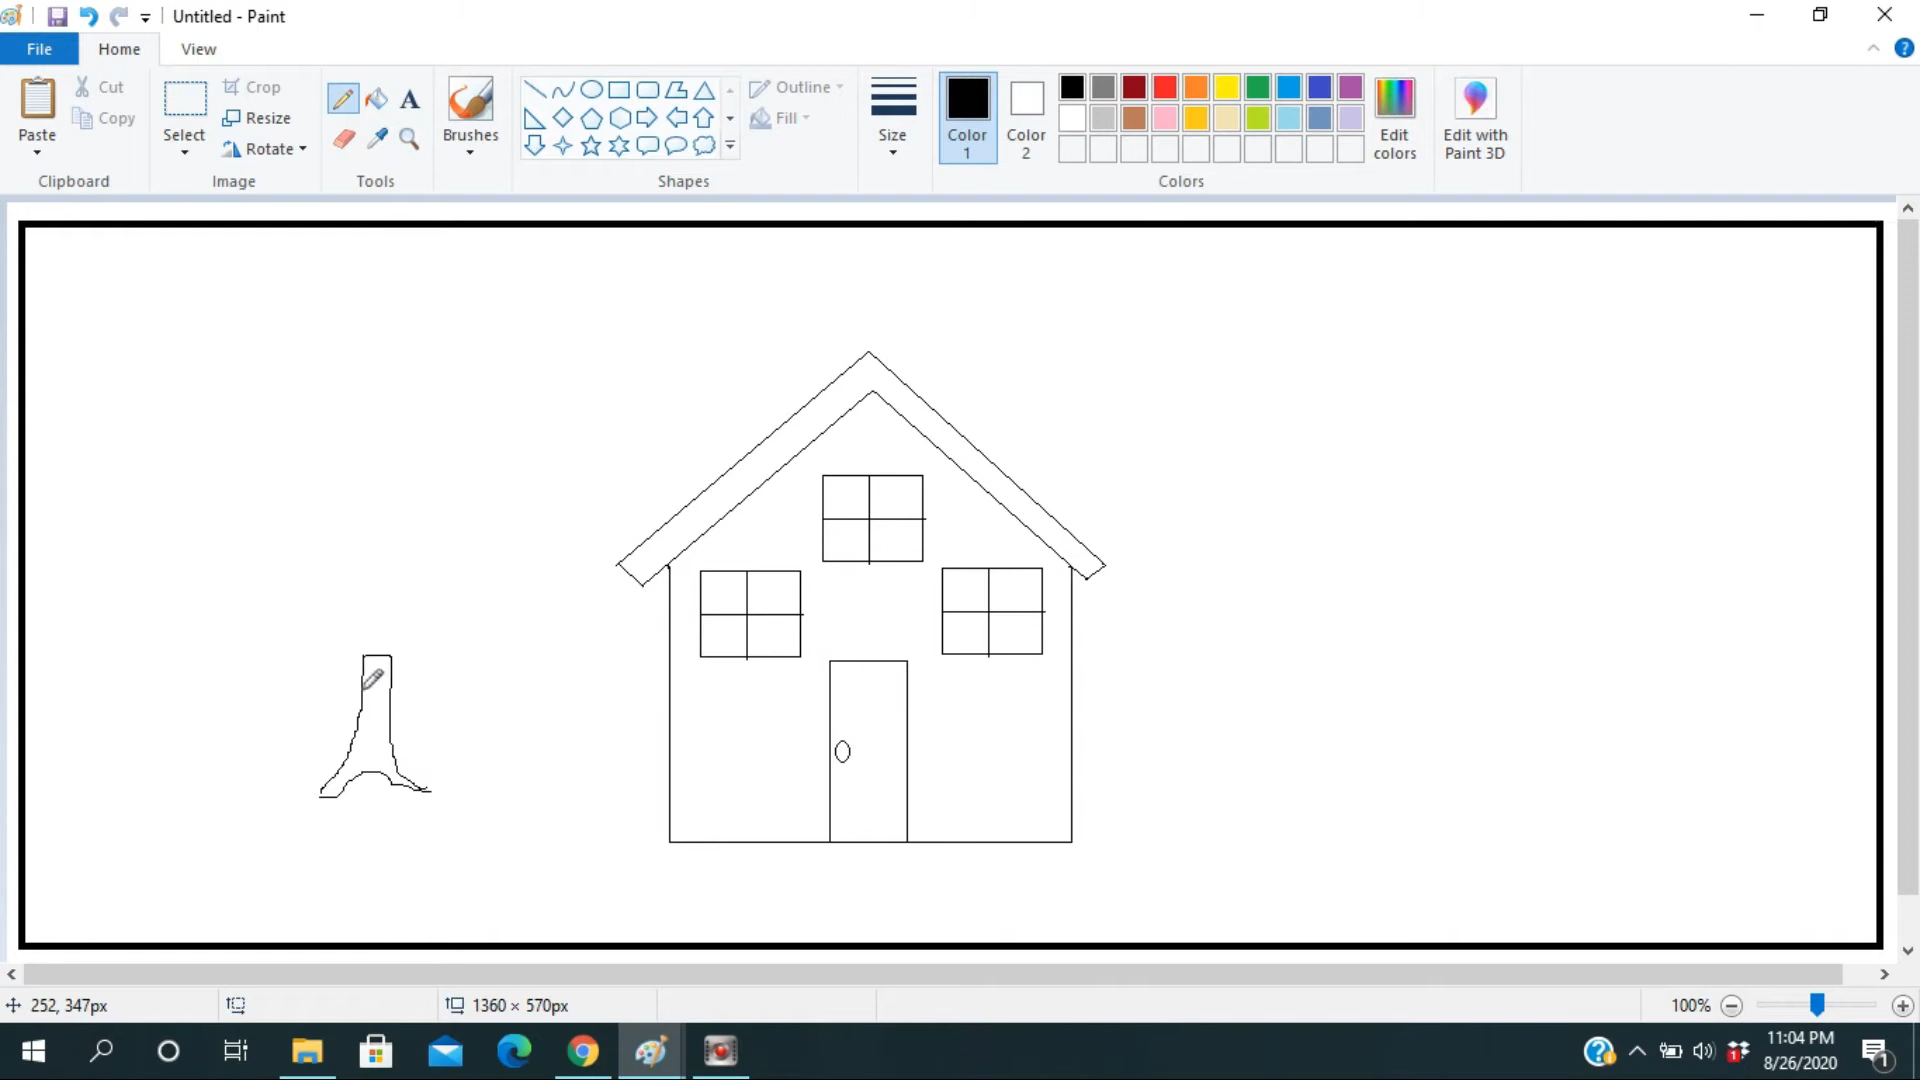 Untitled - Paint
File Home View
Paste
Cut
Copy
Clipboard
Select
Crop
Resize
Rotate
Image
A
Tools
Brushes
Shapes
Outline
Fill
Size
Color 1
Color 2
Edit colors
Colors
Edit with Paint 3D
?
252, 347px
1360 × 570px
100%
?
1
11:04 PM
8/26/2020
1